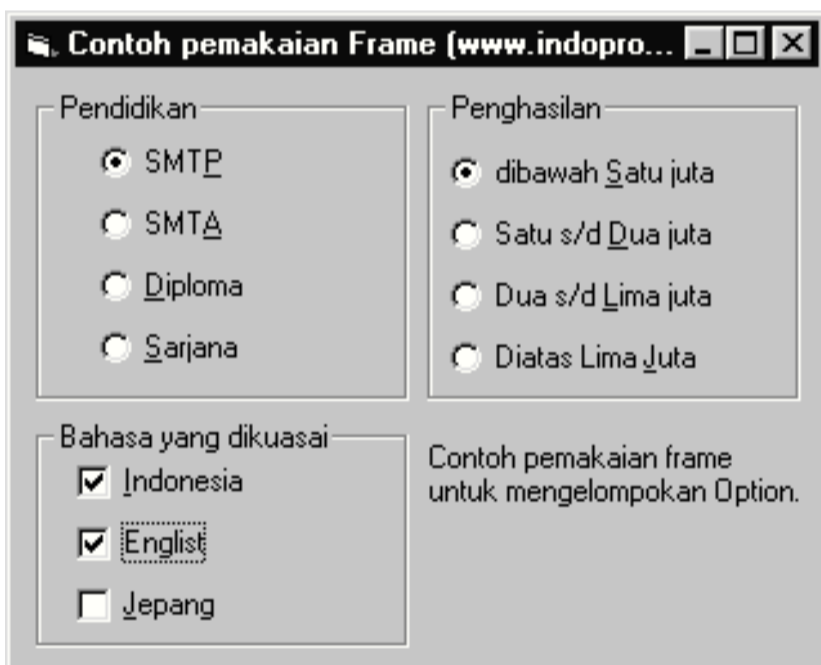 Contoh pemakaian Frame (www.indopro...
Pendidikan
SMTP
SMTA
Diploma
Sarjana
Penghasilan
dibawah Satu juta
Satu s/d Dua juta
Dua s/d Lima juta
Diatas Lima Juta
Bahasa yang dikuasai
Indonesia
Englist
Jepang
Contoh pemakaian frame
untuk mengelompokan Option.